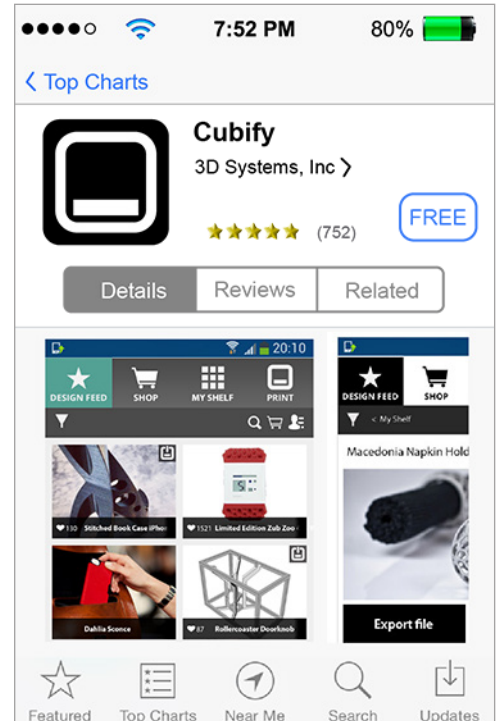 7:52 PM 80%
Top Charts
Cubify
3D Systems, Inc
(752)
FREE
Details Reviews Related
20:10
DESIGN FEED SHOP MY SHELF PRINT
130 Stitched Book Case iPhon
1521 Limited Edition Zub Zoo
Dahlia Sconce
87 Rollercoaster Doorknob
DESIGN FEED SHOP
< My Shelf
Macedonia Napkin Hold
Export file
Featured Top Charts Near Me Search Updates